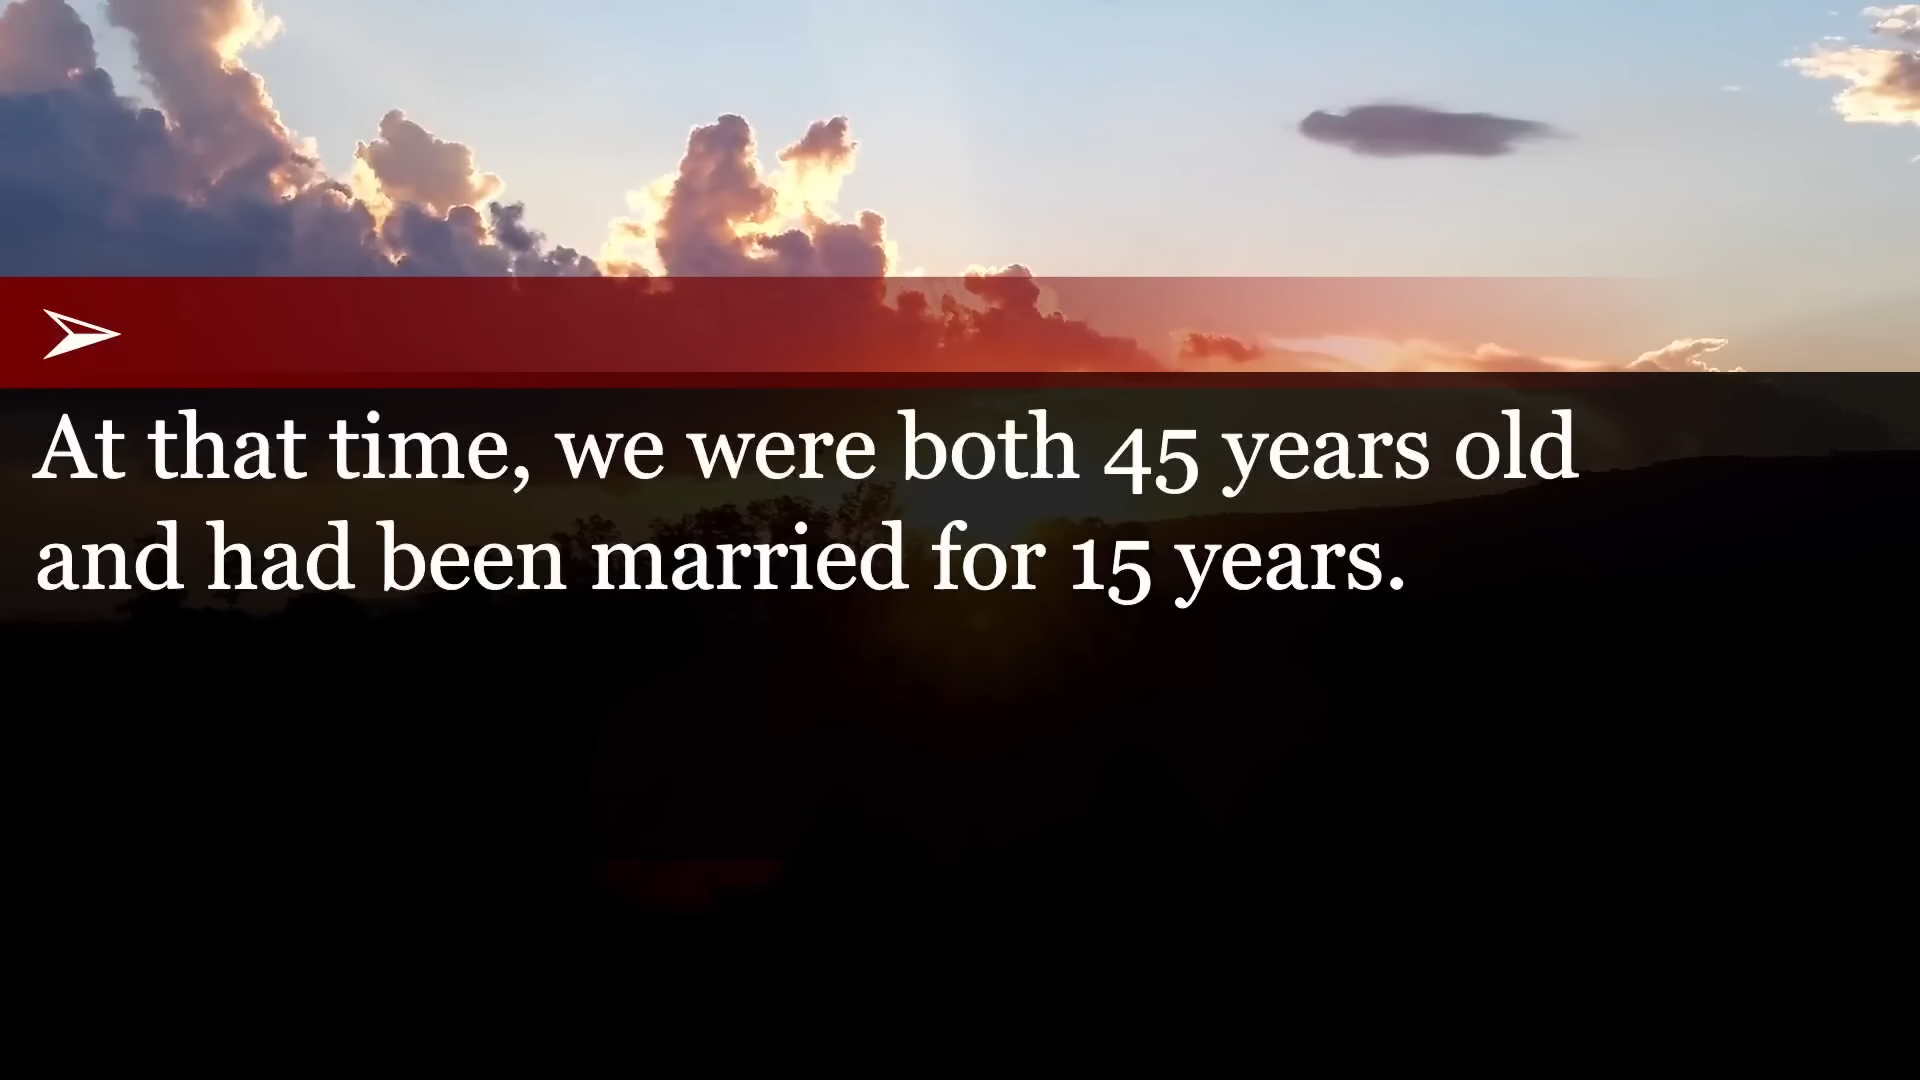 At that time, we were both 45 years old
and had been married for 15 years.